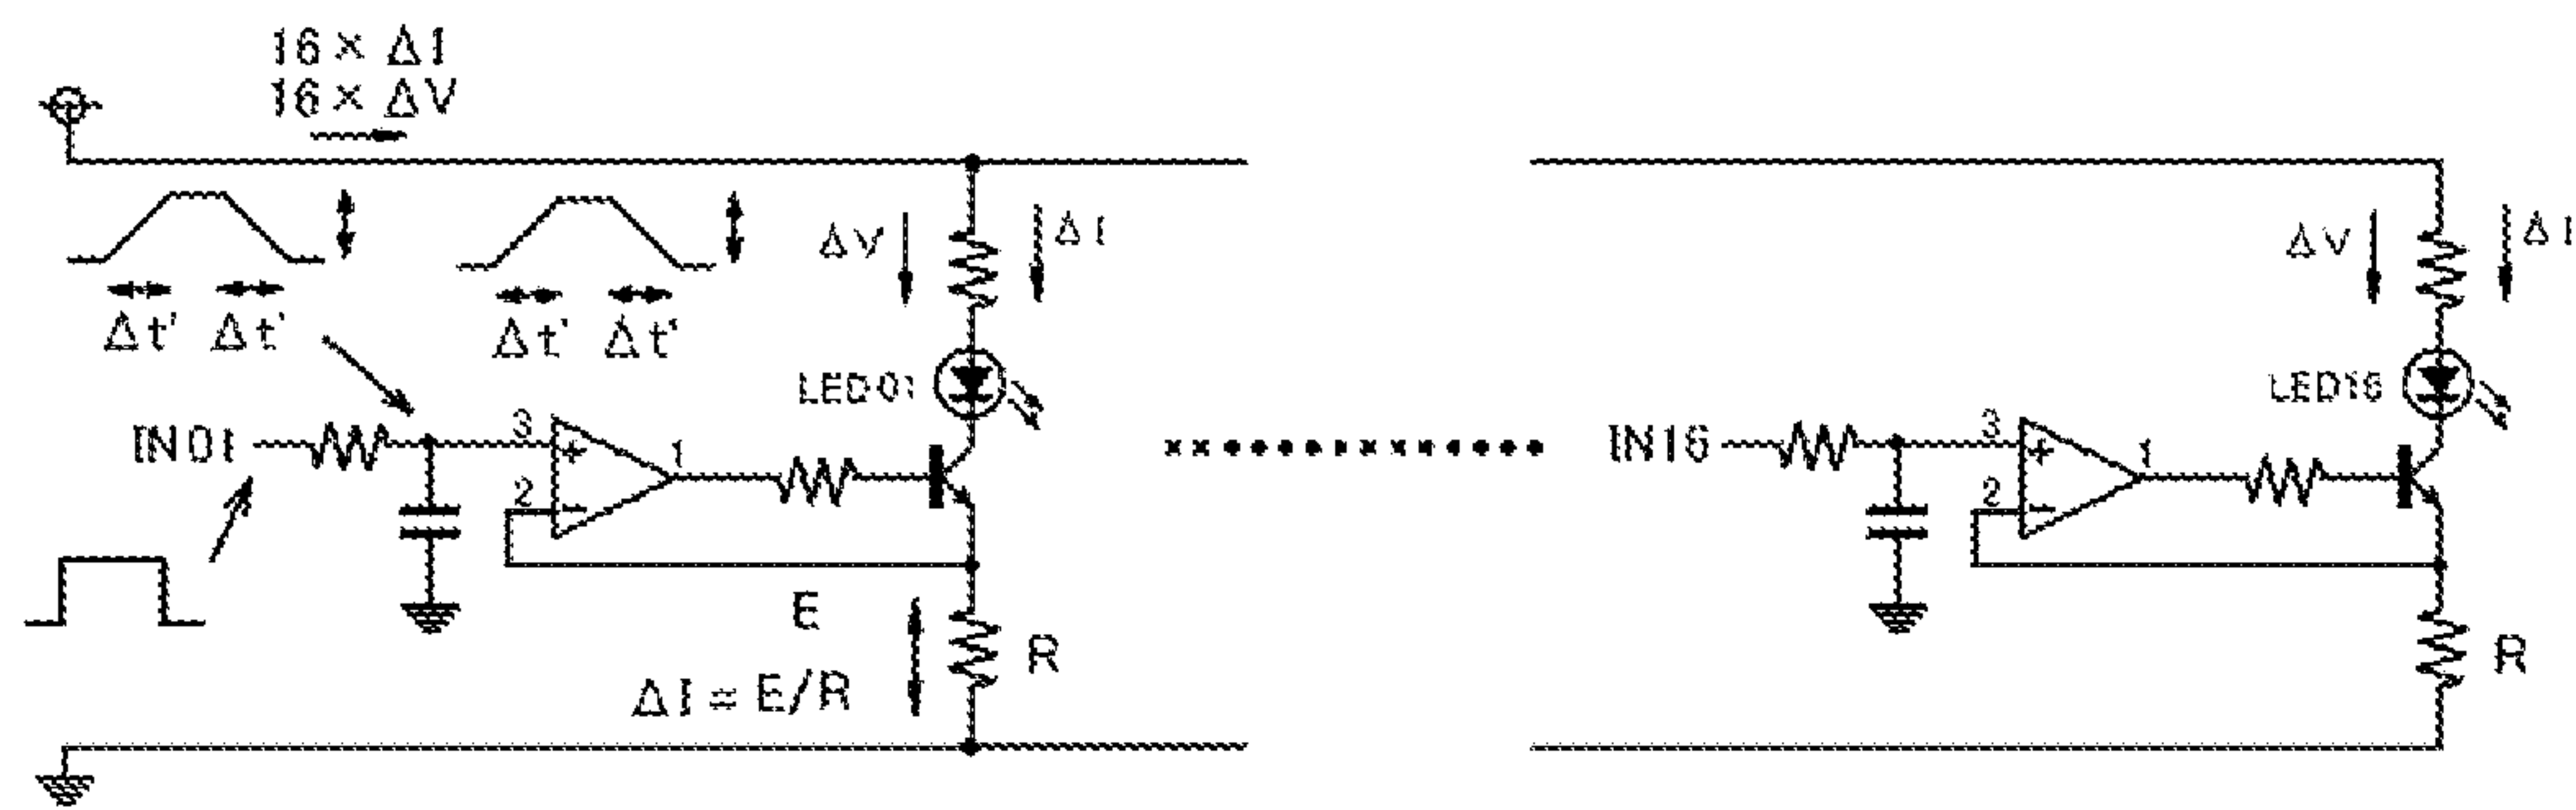 16 × ΔI
16 × ΔV
Δt' Δt'
Δt' Δt'
ΔV
ΔI
LED01
IN01
3
+
2
−
1
E
ΔI = E/R
R
ΔV
ΔI
LED16
IN16
3
+
2
−
1
R